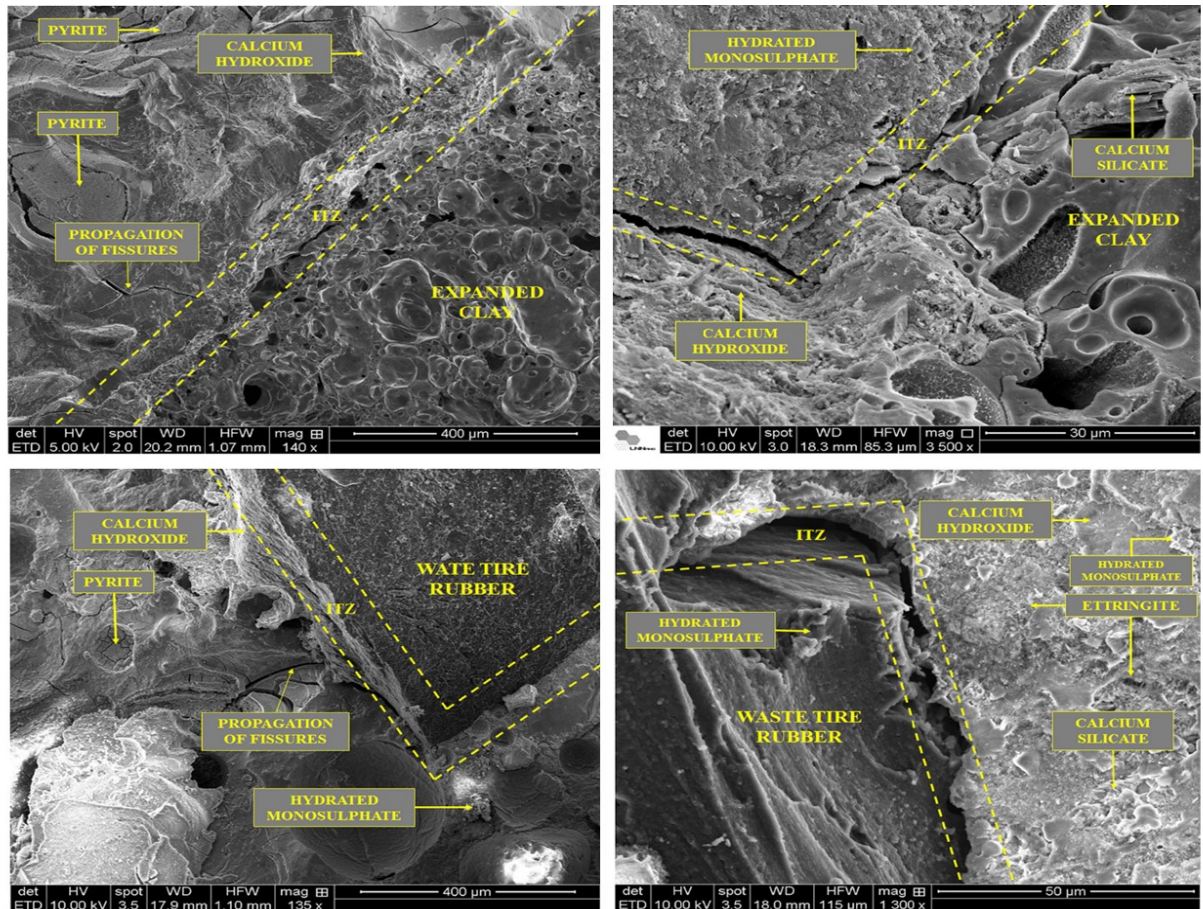 PYRITE
CALCIUM
HYDROXIDE
PYRITE
PROPAGATION
OF FISSURES
ITZ
EXPANDED
CLAY
det HV spot WD HFW mag
ETD 5.00 kV 2.0 20.2 mm 1.07 mm 140 x
400 µm
HYDRATED
MONOSULPHATE
ITZ
CALCIUM
SILICATE
EXPANDED
CLAY
CALCIUM
HYDROXIDE
det HV spot WD HFW mag
ETD 10.00 kV 3.0 18.3 mm 85.3 µm 3 500 x
30 µm
CALCIUM
HYDROXIDE
PYRITE
WATE TIRE
RUBBER
ITZ
PROPAGATION
OF FISSURES
HYDRATED
MONOSULPHATE
det HV spot WD HFW mag
ETD 10.00 kV 3.5 17.9 mm 1.10 mm 135 x
400 µm
ITZ
CALCIUM
HYDROXIDE
HYDRATED
MONOSULPHATE
ETTRINGITE
HYDRATED
MONOSULPHATE
WASTE TIRE
RUBBER
CALCIUM
SILICATE
det HV spot WD HFW mag
ETD 10.00 kV 3.5 18.0 mm 115 µm 1 300 x
50 µm